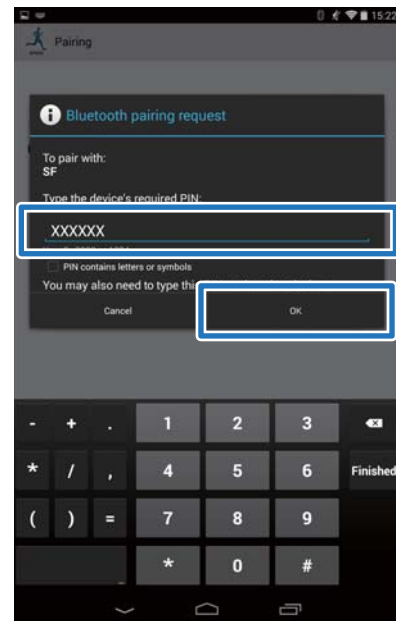 15:22
Pairing
Bluetooth pairing request
To pair with:
SF
Type the device's required PIN:
XXXXXX
PIN contains letters or symbols
You may also need to type this
Cancel
OK
- + . 1 2 3
* / , 4 5 6 Finished
( ) = 7 8 9
* 0 #